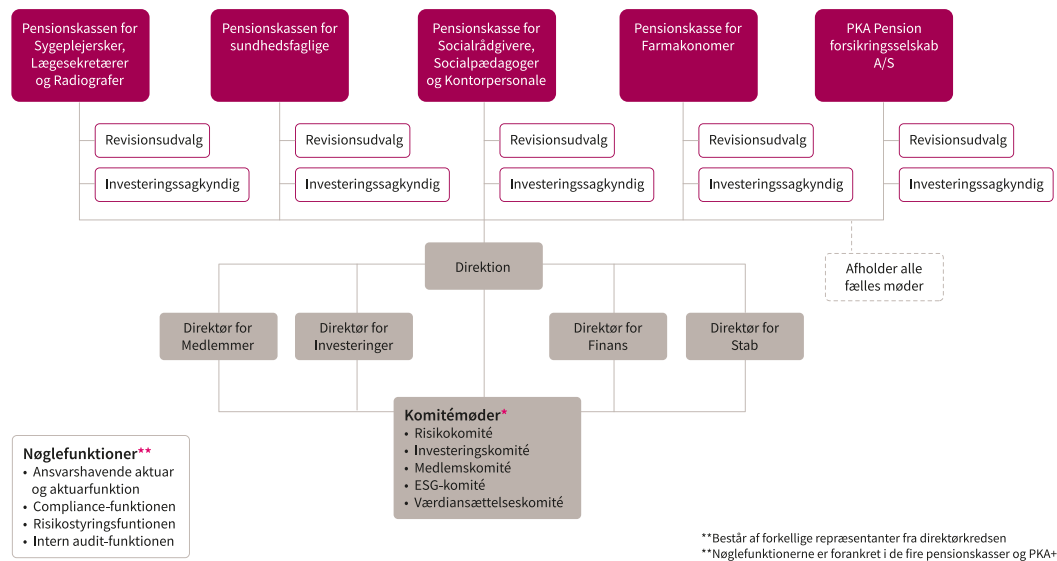 Pensionskassen for
Sygeplejersker,
Lægesekretærer
og Radiografer
Pensionskassen for
sundhedsfaglige
Pensionskasse for
Socialrådgivere,
Socialpædagoger
og Kontorpersonale
Pensionskasse for
Farmakonomer
PKA Pension
forsikringsselskab
A/S
Revisionsudvalg
Revisionsudvalg
Revisionsudvalg
Revisionsudvalg
Revisionsudvalg
Investeringssagkyndig
Investeringssagkyndig
Investeringssagkyndig
Investeringssagkyndig
Investeringssagkyndig
Direktion
Afholder alle
fælles møder
Direktør for
Medlemmer
Direktør for
Investeringer
Direktør for
Finans
Direktør for
Stab
Komitémøder*
• Risikokomité
• Investeringskomité
• Medlemskomité
• ESG-komité
• Værdiansættelseskomité
Nøglefunktioner**
• Ansvarshavende aktuar
og aktuarfunktion
• Compliance-funktionen
• Risikostyringsfuntionen
• Intern audit-funktionen
**Består af forkellige repræsentanter fra direktørkredsen
**Nøglefunktionerne er forankret i de fire pensionskasser og PKA+